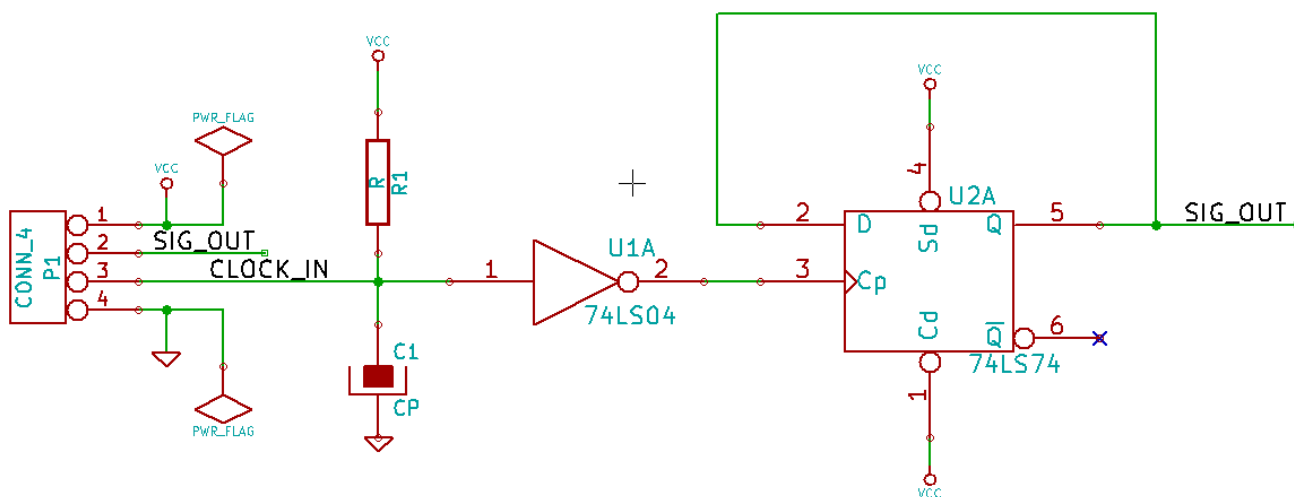 VCC
VCC
PWR_FLAG
VCC
CONN_4
P1
1
2
3
4
SIG_OUT
CLOCK_IN
PWR_FLAG
R
R1
C1
CP
1
U1A
2
74LS04
4
U2A
2
D
Sd
Q
5
SIG_OUT
3
Cp
Cd
Q
6
74LS74
1
VCC